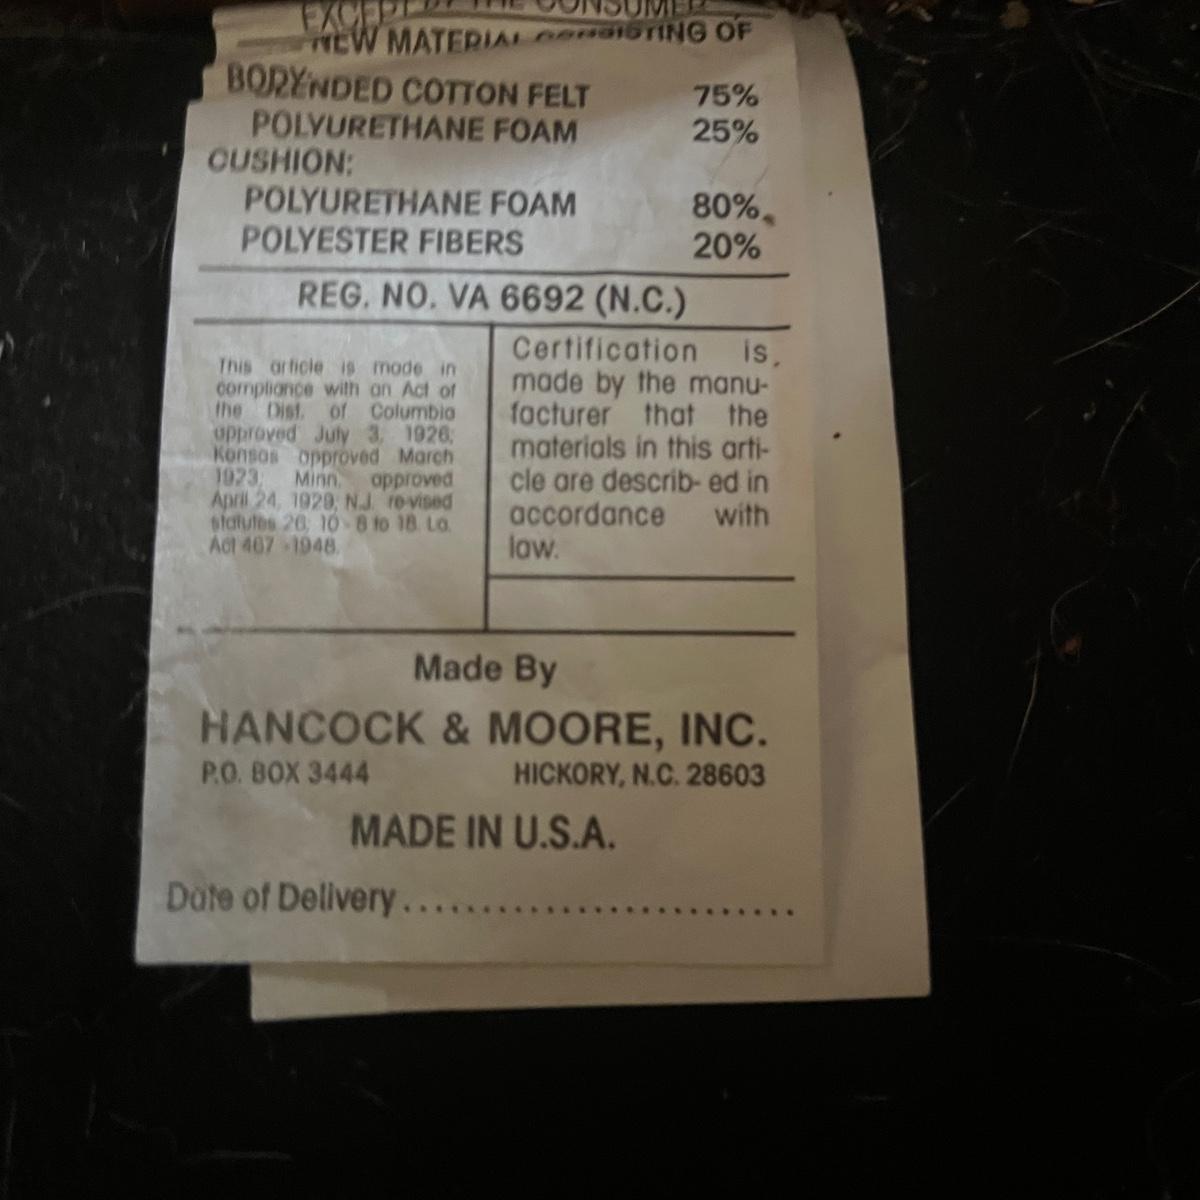 EXCEPT BY THE CONSUMER
NEW MATERIAL CONSISTING OF
BODY:
ENDED COTTON FELT 75%
POLYURETHANE FOAM 25%
CUSHION:
POLYURETHANE FOAM 80%
POLYESTER FIBERS 20%
REG. NO. VA 6692 (N.C.)
This article is made in
compliance with an Act of
the Dist. of Columbia
approved July 3, 1926;
Kansas approved March
1923; Minn. approved
April 24, 1929; N.J. re-vised
statutes 26; 10 - 8 to 18. La.
Act 467 -1948.
Certification is
made by the manu-
facturer that the
materials in this arti-
cle are describ- ed in
accordance with
law.
Made By
HANCOCK & MOORE, INC.
P.O. BOX 3444 HICKORY, N.C. 28603
MADE IN U.S.A.
Date of Delivery .........................